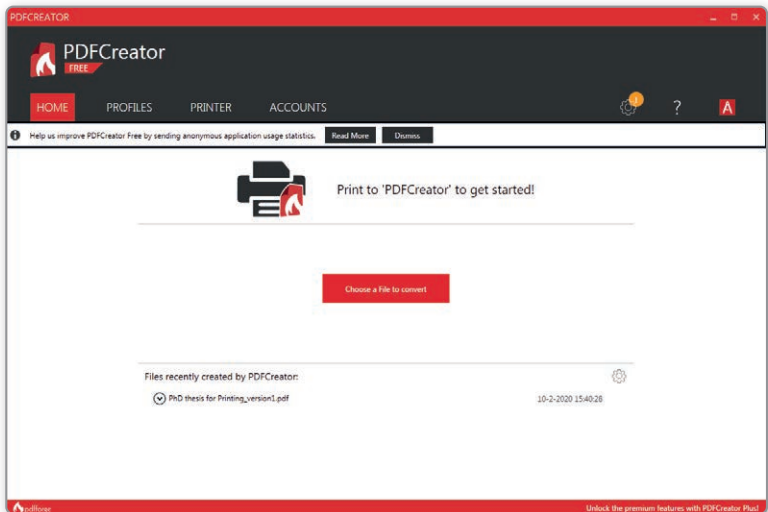 PDFCREATOR
PDFCreator
FREE
HOME PROFILES PRINTER ACCOUNTS ?
Help us improve PDFCreator Free by sending anonymous application usage statistics. Read More Dismiss
Print to 'PDFCreator' to get started!
Choose a File to convert
Files recently created by PDFCreator:
PhD thesis for Printing_version1.pdf 10-2-2020 15:40:28
pdfforge Unlock the premium features with PDFCreator Plus!